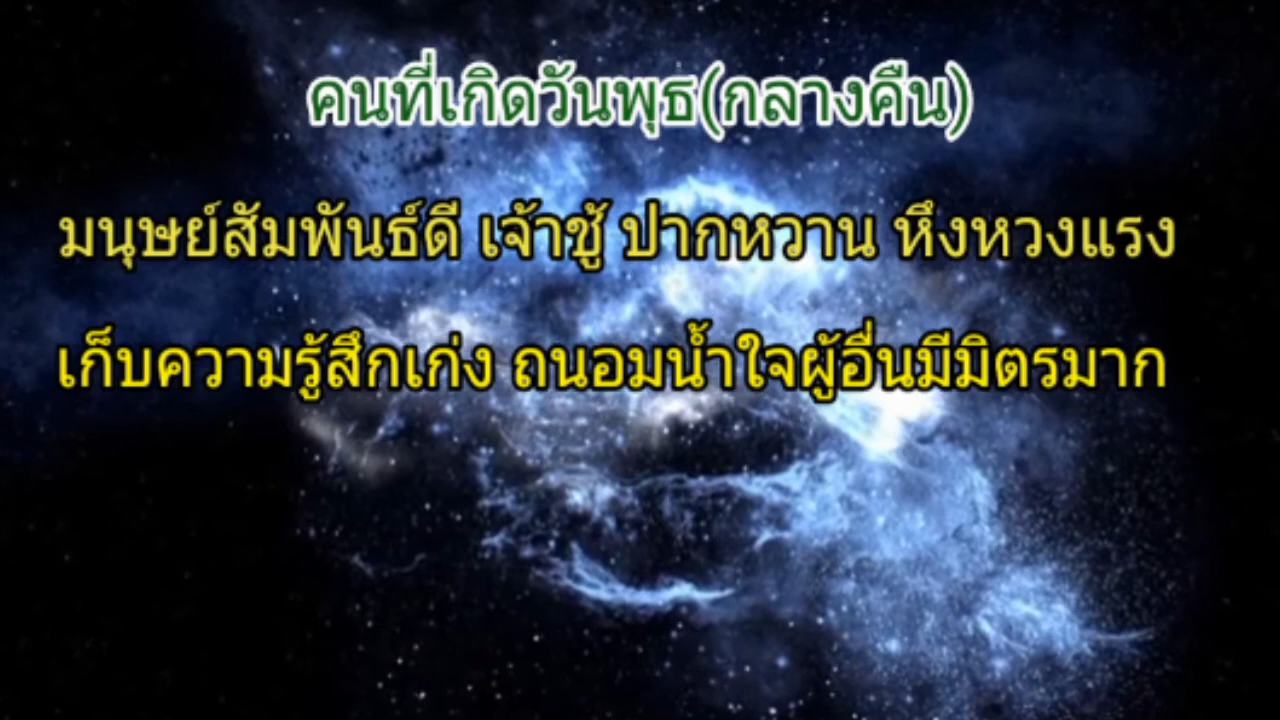 คนที่เกิดวันพุธ(กลางคืน)
มนุษย์สัมพันธ์ดี เจ้าชู้ ปากหวาน หึงหวงแรง
เก็บความรู้สึกเก่ง ถนอมน้ำใจผู้อื่นมีมิตรมาก